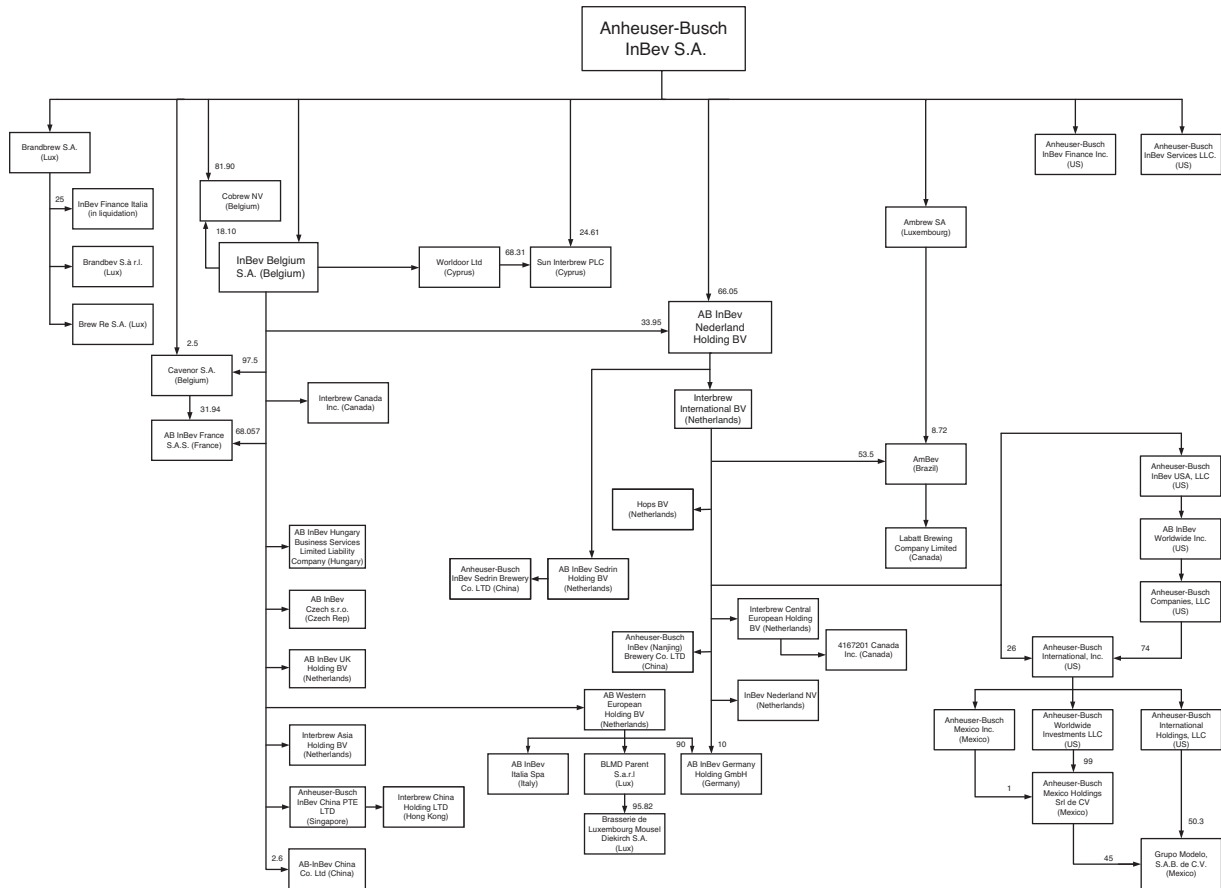 Anheuser-Busch
InBev S.A.
Brandbrew S.A.
(Lux)
Anheuser-Busch
InBev Finance Inc.
(US)
Anheuser-Busch
InBev Services LLC.
(US)
81.90
25
InBev Finance Italia
(in liquidation)
Cobrew NV
(Belgium)
Ambrew SA
(Luxembourg)
18.10
24.61
InBev Belgium
S.A. (Belgium)
Worldoor Ltd
(Cyprus)
68.31
Sun Interbrew PLC
(Cyprus)
Brandbev S.à r.l.
(Lux)
66.05
Brew Re S.A. (Lux)
33.95
AB InBev
Nederland
Holding BV
2.5
Cavenor S.A.
(Belgium)
97.5
Interbrew Canada
Inc. (Canada)
Interbrew
International BV
(Netherlands)
31.94
AB InBev France
S.A.S. (France)
68.057
8.72
53.5
AmBev
(Brazil)
Anheuser-Busch
InBev USA, LLC
(US)
Hops BV
(Netherlands)
AB InBev Hungary
Business Services
Limited Liability
Company (Hungary)
Labatt Brewing
Company Limited
(Canada)
AB InBev
Worldwide Inc.
(US)
Anheuser-Busch
InBev Sedrin Brewery
Co. LTD (China)
AB InBev Sedrin
Holding BV
(Netherlands)
AB InBev
Czech s.r.o.
(Czech Rep)
Interbrew Central
European Holding
BV (Netherlands)
Anheuser-Busch
Companies, LLC
(US)
AB InBev UK
Holding BV
(Netherlands)
Anheuser-Busch
InBev (Nanjing)
Brewery Co. LTD
(China)
4167201 Canada
Inc. (Canada)
26
Anheuser-Busch
International, Inc.
(US)
74
AB Western
European
Holding BV
(Netherlands)
InBev Nederland NV
(Netherlands)
Interbrew Asia
Holding BV
(Netherlands)
Anheuser-Busch
Mexico Inc.
(Mexico)
Anheuser-Busch
Worldwide
Investments LLC
(US)
Anheuser-Busch
International
Holdings, LLC
(US)
90
10
AB InBev
Italia Spa
(Italy)
BLMD Parent
S.a.r.l
(Lux)
AB InBev Germany
Holding GmbH
(Germany)
99
Anheuser-Busch
InBev China PTE
LTD
(Singapore)
Interbrew China
Holding LTD
(Hong Kong)
95.82
1
Anheuser-Busch
Mexico Holdings
Srl de CV
(Mexico)
Brasserie de
Luxembourg Mousel
Diekirch S.A.
(Lux)
50.3
2.6
AB-InBev China
Co. Ltd (China)
45
Grupo Modelo,
S.A.B. de C.V.
(Mexico)